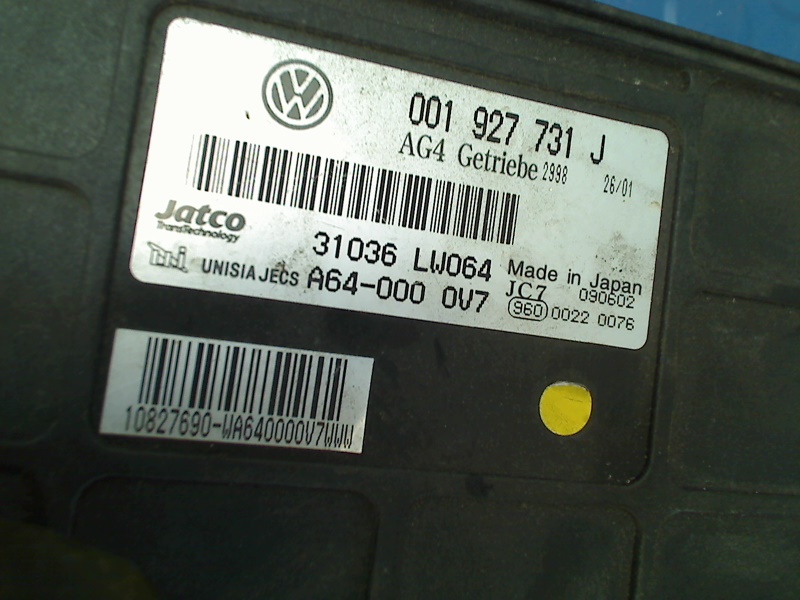 001 927 731 J
AG4 Getriebe 2998 26/01
Jatco
TransTechnology
31036 LW064
Made in Japan
UNISIA JECS A64-000 0V7
JC7 090602
960 0022 0076
10827690-WA640000V7WWW